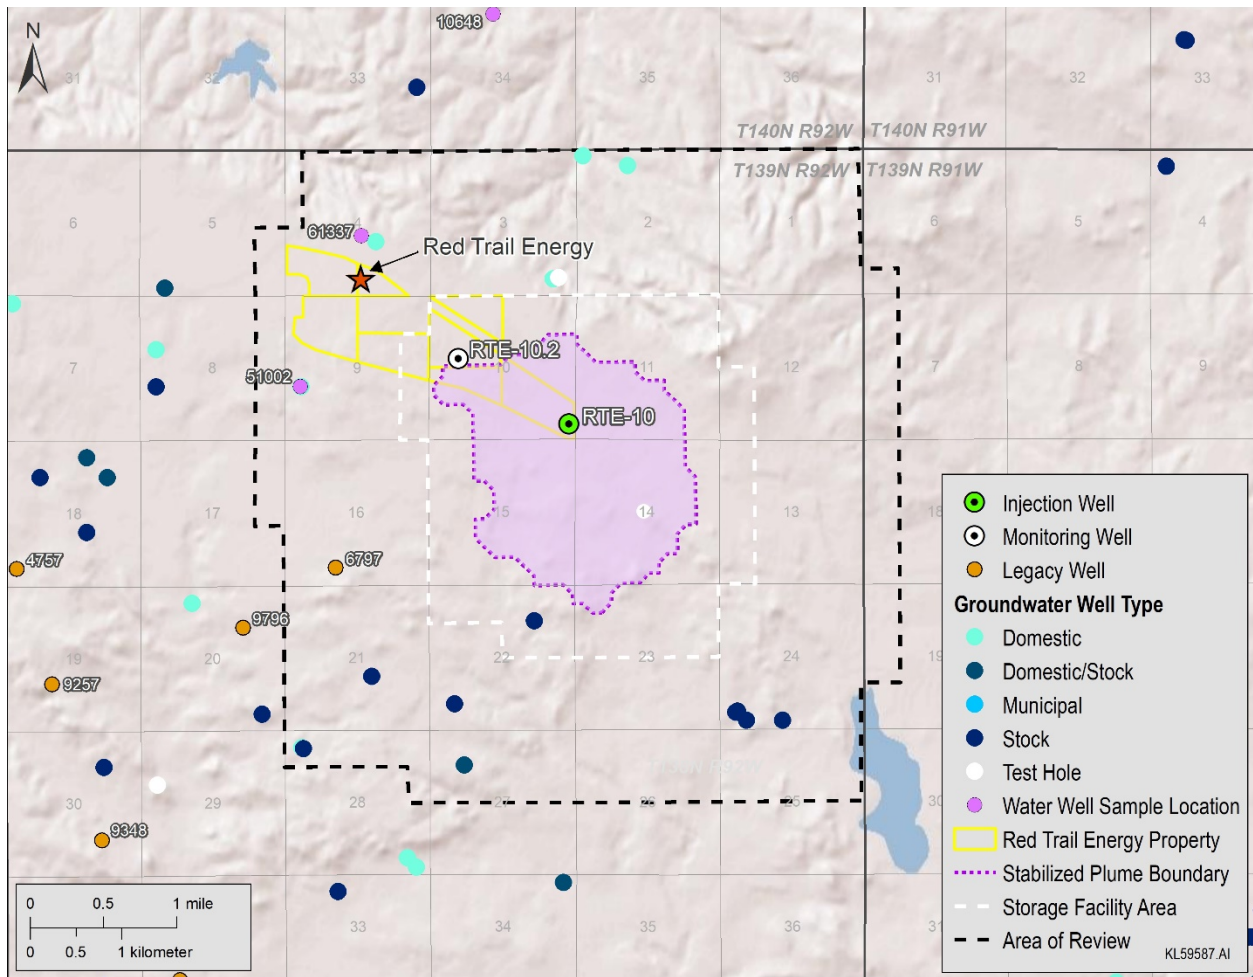 N
10648
31
32
33
34
35
36
31
32
33
T140N R92W
T140N R91W
T139N R92W
T139N R91W
6
5
4
3
2
1
6
5
4
61337
Red Trail Energy
RTE-10.2
7
8
9
10
11
12
7
51002
RTE-10
18
17
16
15
14
13
18
4757
6797
9796
19
20
21
22
23
24
19
9257
30
29
28
27
26
25
30
9348
33
34
35
36
31
Injection Well
Monitoring Well
Legacy Well
Groundwater Well Type
Domestic
Domestic/Stock
Municipal
Stock
Test Hole
Water Well Sample Location
Red Trail Energy Property
Stabilized Plume Boundary
Storage Facility Area
Area of Review
KL59587.AI
0 0.5 1 mile
0 0.5 1 kilometer